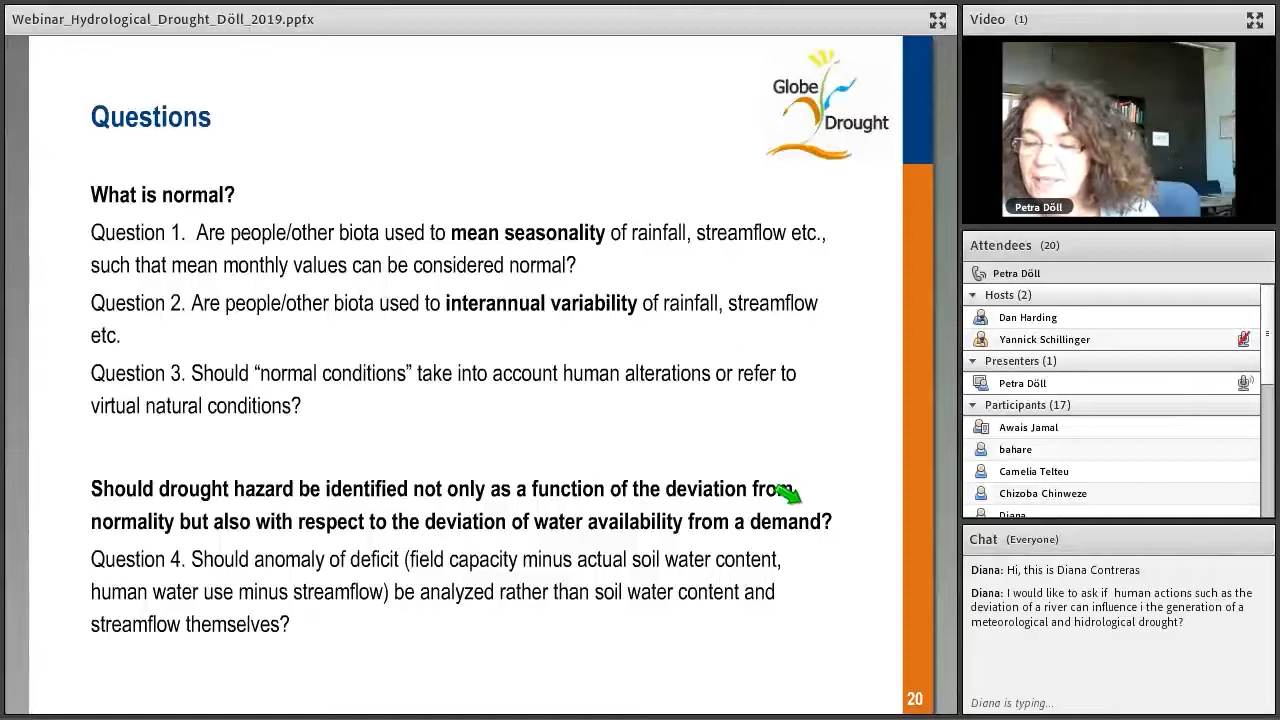 Webinar_Hydrological_Drought_Döll_2019.pptx
Globe
Drought
Questions
What is normal?
Question 1.  Are people/other biota used to mean seasonality of rainfall, streamflow etc.,
such that mean monthly values can be considered normal?
Question 2. Are people/other biota used to interannual variability of rainfall, streamflow
etc.
Question 3. Should “normal conditions” take into account human alterations or refer to
virtual natural conditions?
Should drought hazard be identified not only as a function of the deviation from
normality but also with respect to the deviation of water availability from a demand?
Question 4. Should anomaly of deficit (field capacity minus actual soil water content,
human water use minus streamflow) be analyzed rather than soil water content and
streamflow themselves?
20
Video (1)
Petra Döll
Attendees (20)
Petra Döll
Hosts (2)
Dan Harding
Yannick Schillinger
Presenters (1)
Petra Döll
Participants (17)
Awais Jamal
bahare
Camelia Telteu
Chizoba Chinweze
Diana
Chat (Everyone)
Diana: Hi, this is Diana Contreras
Diana: I would like to ask if  human actions such as the
deviation of a river can influence i the generation of a
meteorological and hidrological drought?
Diana is typing...